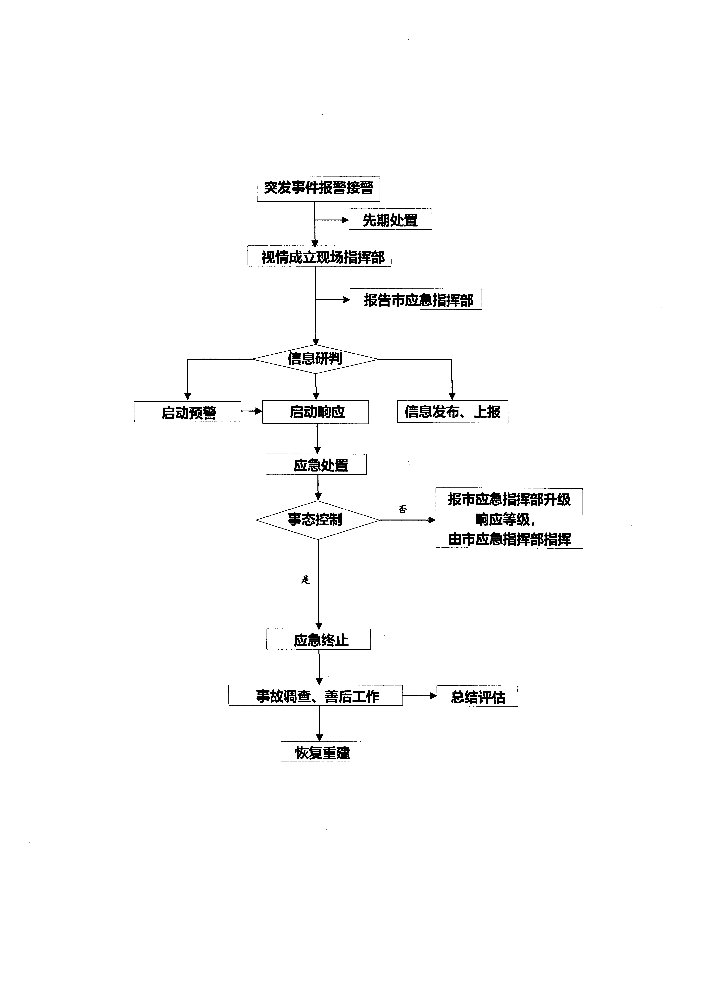 突发事件报警接警
先期处置
视情成立现场指挥部
报告市应急指挥部
信息研判
启动预警
启动响应
信息发布、上报
应急处置
事态控制
否
报市应急指挥部升级
响应等级，
由市应急指挥部指挥
是
应急终止
事故调查、善后工作
总结评估
恢复重建